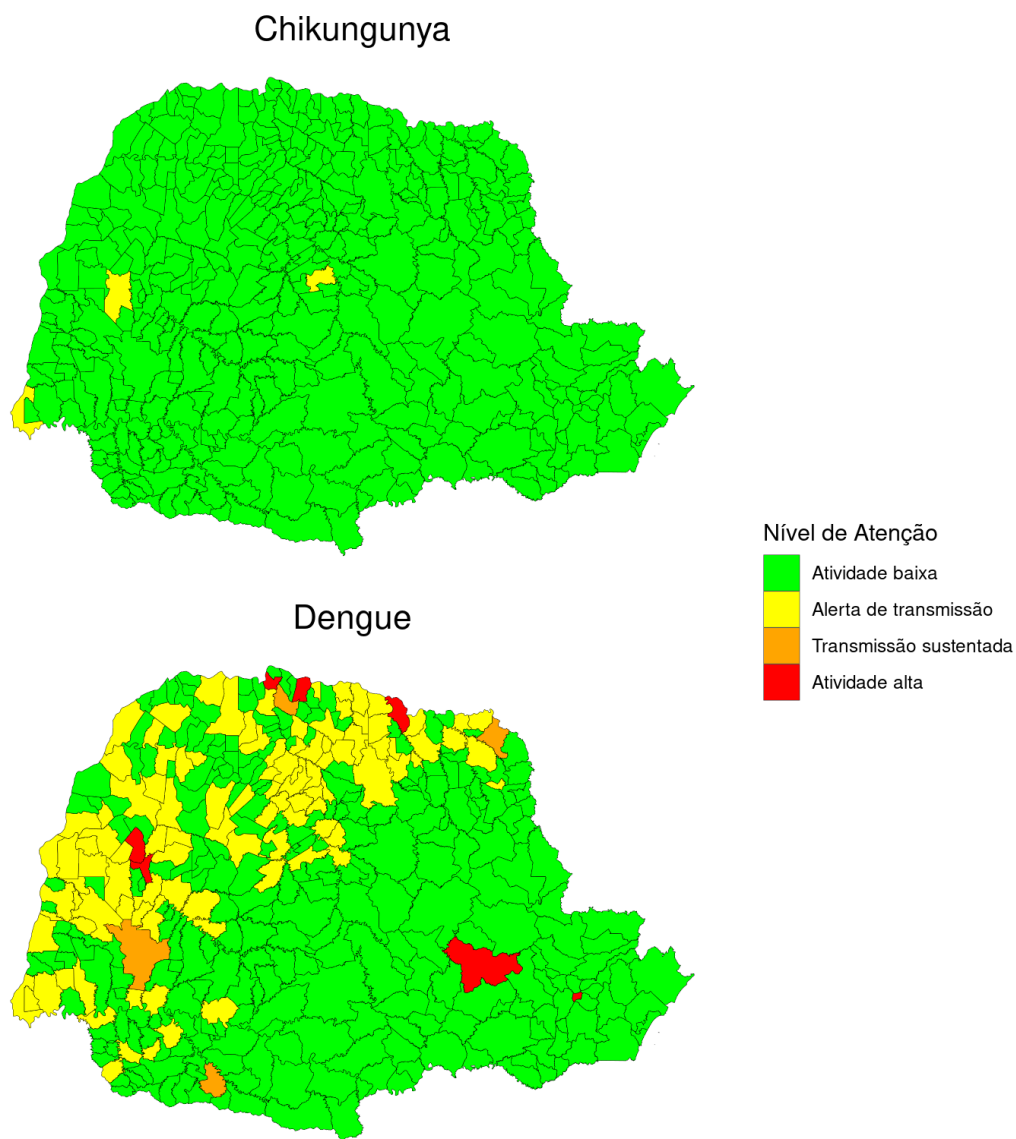 Chikungunya
Nível de Atenção
Atividade baixa
Alerta de transmissão
Transmissão sustentada
Atividade alta
Dengue